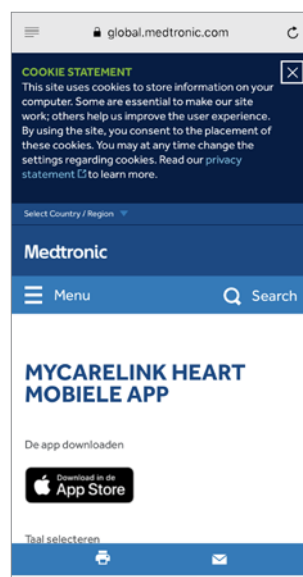 global.medtronic.com
COOKIE STATEMENT
This site uses cookies to store information on your
computer. Some are essential to make our site
work; others help us improve the user experience.
By using the site, you consent to the placement of
these cookies. You may at any time change the
settings regarding cookies. Read our privacy
statement to learn more.
Select Country / Region
Medtronic
Menu
Search
MYCARELINK HEART
MOBIELE APP
De app downloaden
Download in de
App Store
Taal selecteren